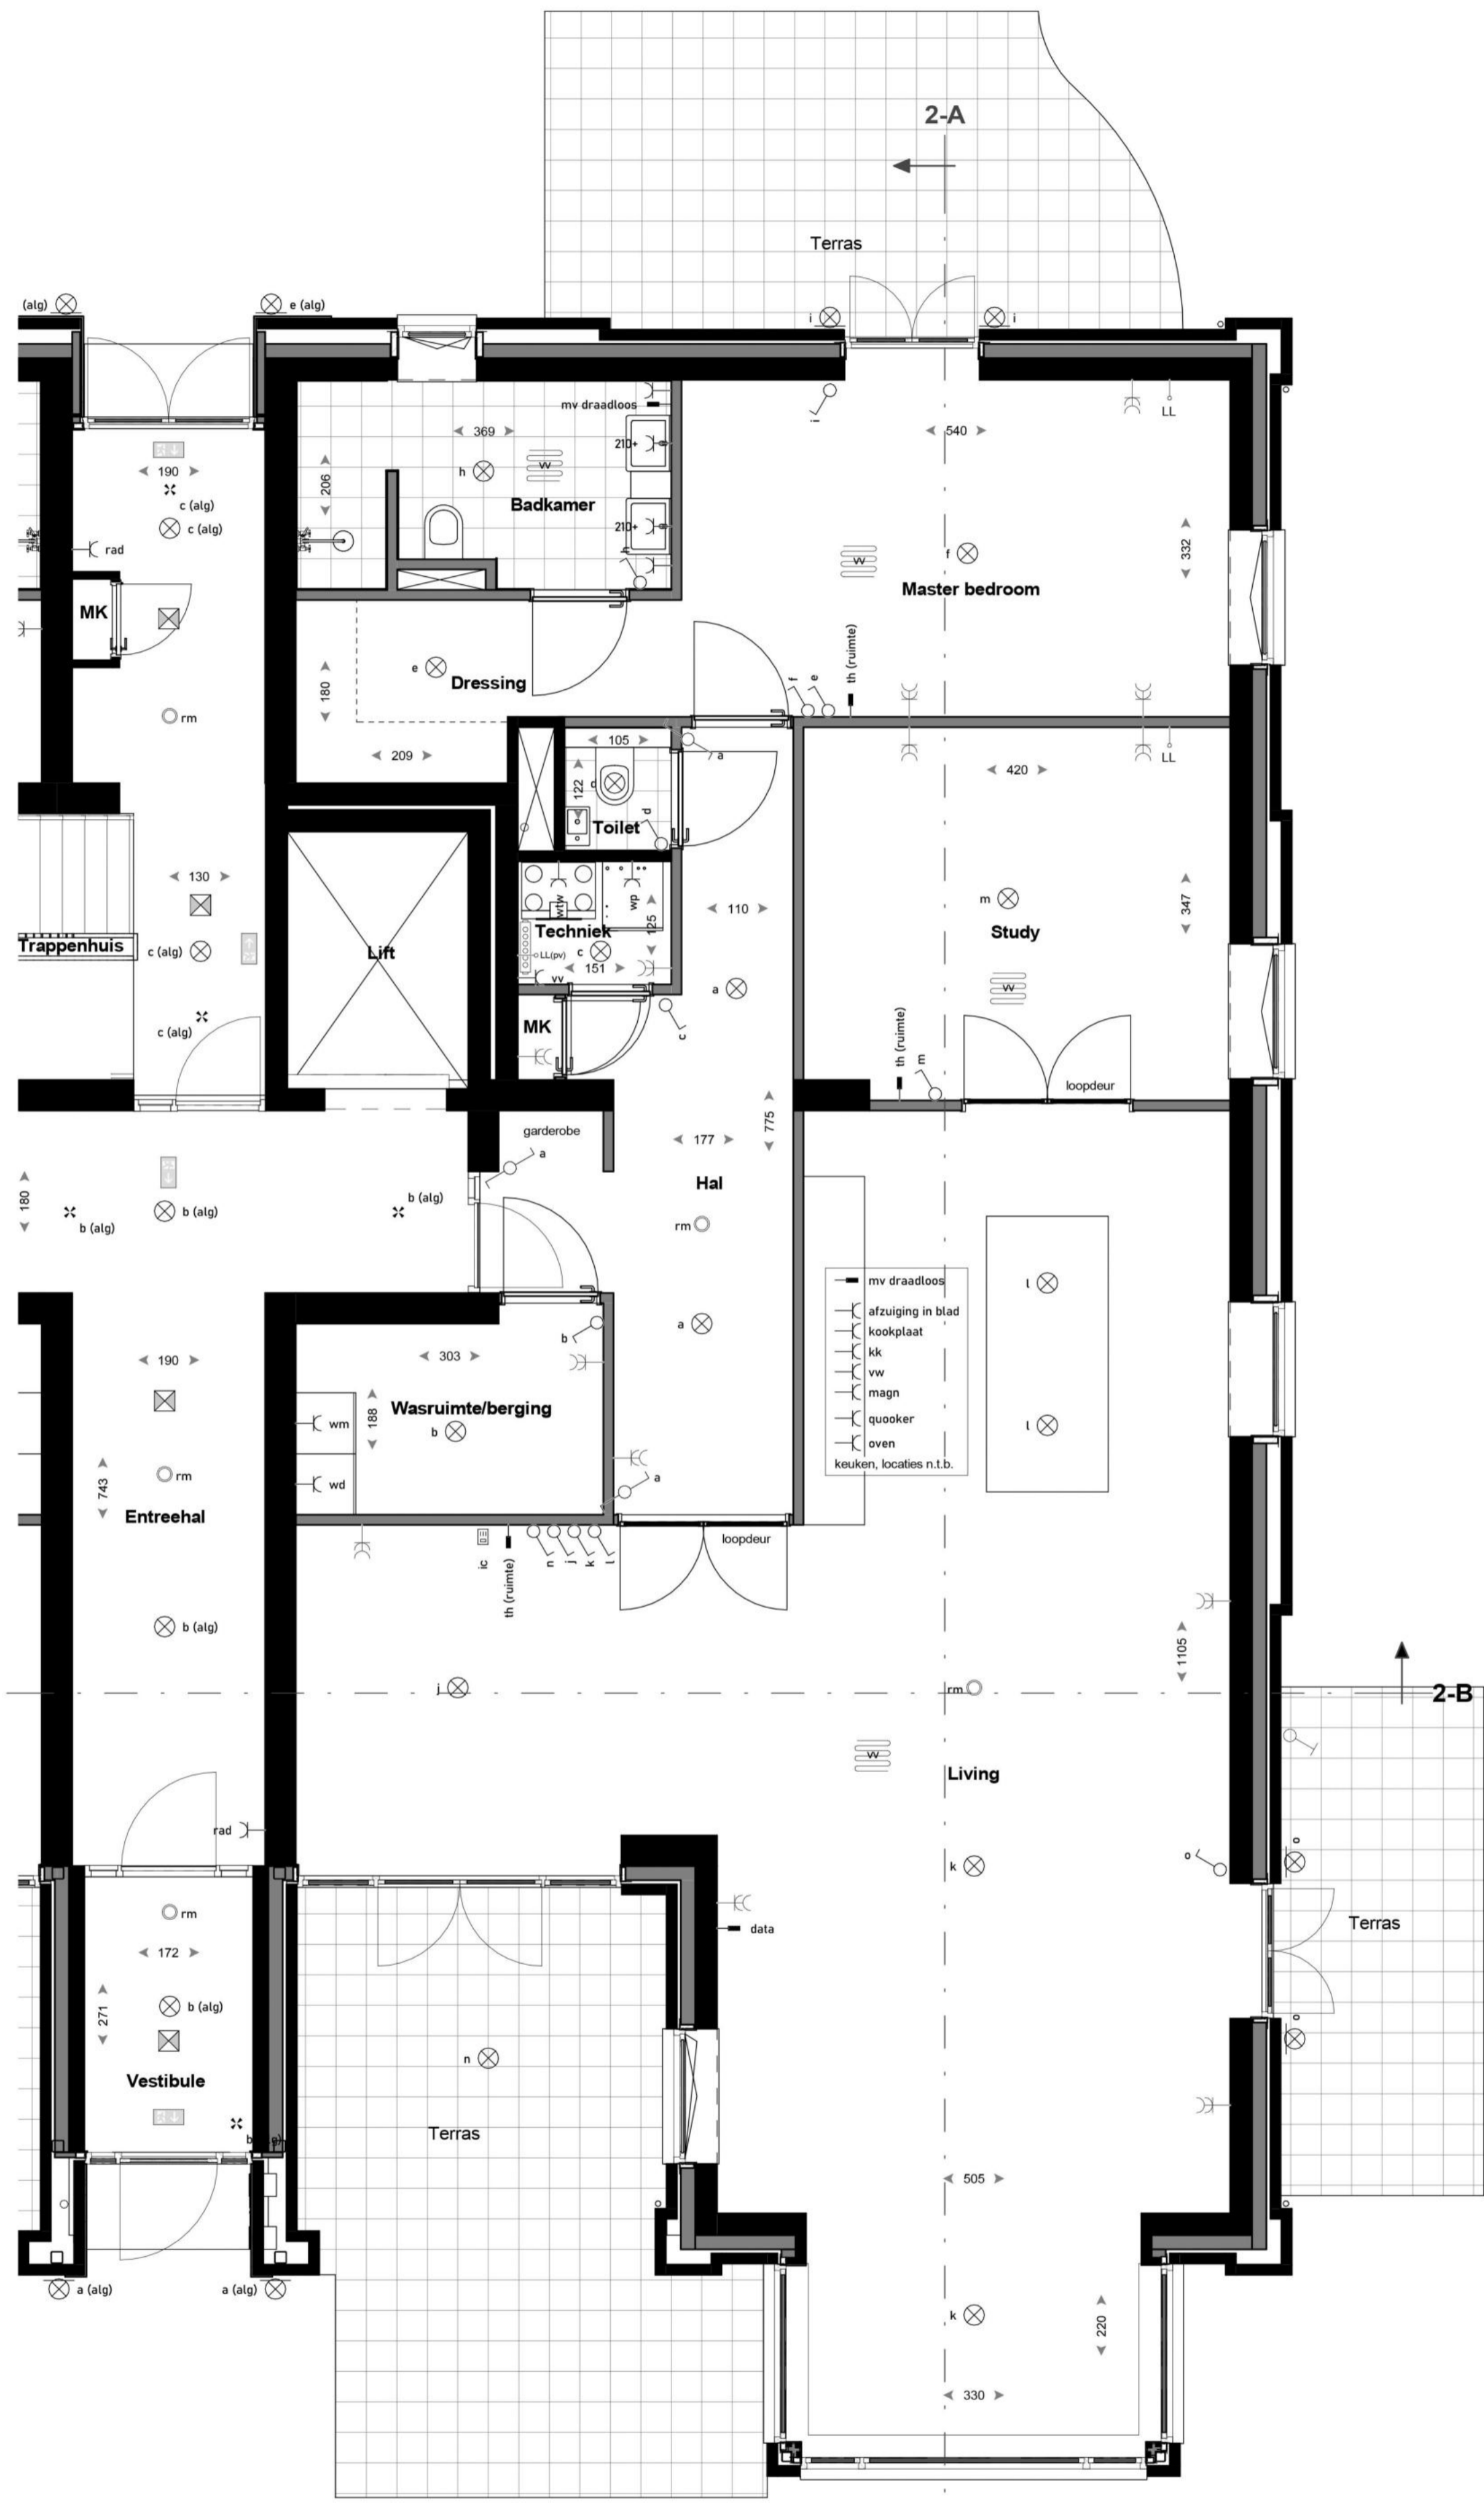 2-A
Terras
(alg)
e (alg)
i
i
mv draadloos
LL
369
210+
540
190
h
206
i
c (alg)
Badkamer
c (alg)
210+
rad
h
332
f
Master bedroom
MK
th (ruimte)
e
180
Dressing
f
e
rm
209
105
a
LL
420
122
d
d
Toilet
130
wtw
wp
125
m
347
110
Trappenhuis
c (alg)
Lift
Techniek
LL(pv)
c
151
Study
vv
a
MK
c
c (alg)
th (ruimte)
m
loopdeur
garderobe
775
177
a
Hal
180
b (alg)
b (alg)
b (alg)
rm
mv draadloos
l
afzuiging in blad
kookplaat
kk
vw
magn
quooker
oven
keuken, locaties n.t.b.
a
b
190
303
188
Wasruimte/berging
wm
b
l
743
rm
wd
a
Entreehal
loopdeur
ic
th (ruimte)
n
j
k
l
b (alg)
1105
j
rm
2-B
Living
rad
k
o
o
rm
data
Terras
172
271
b (alg)
o
n
Vestibule
Terras
505
a (alg)
a (alg)
k
220
330